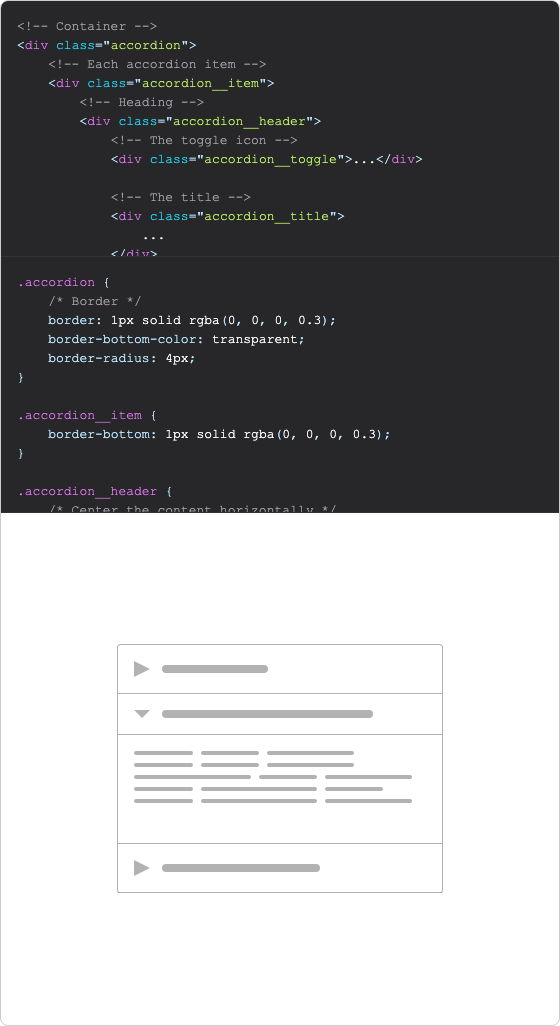 <!-- Container -->
<div class="accordion">
    <!-- Each accordion item -->
    <div class="accordion__item">
        <!-- Heading -->
        <div class="accordion__header">
            <!-- The toggle icon -->
            <div class="accordion__toggle">...</div>

            <!-- The title -->
            <div class="accordion__title">
                ...
            </div>
.accordion {
    /* Border */
    border: 1px solid rgba(0, 0, 0, 0.3);
    border-bottom-color: transparent;
    border-radius: 4px;
}

.accordion__item {
    border-bottom: 1px solid rgba(0, 0, 0, 0.3);
}

.accordion__header {
    /* Center the content horizontally */